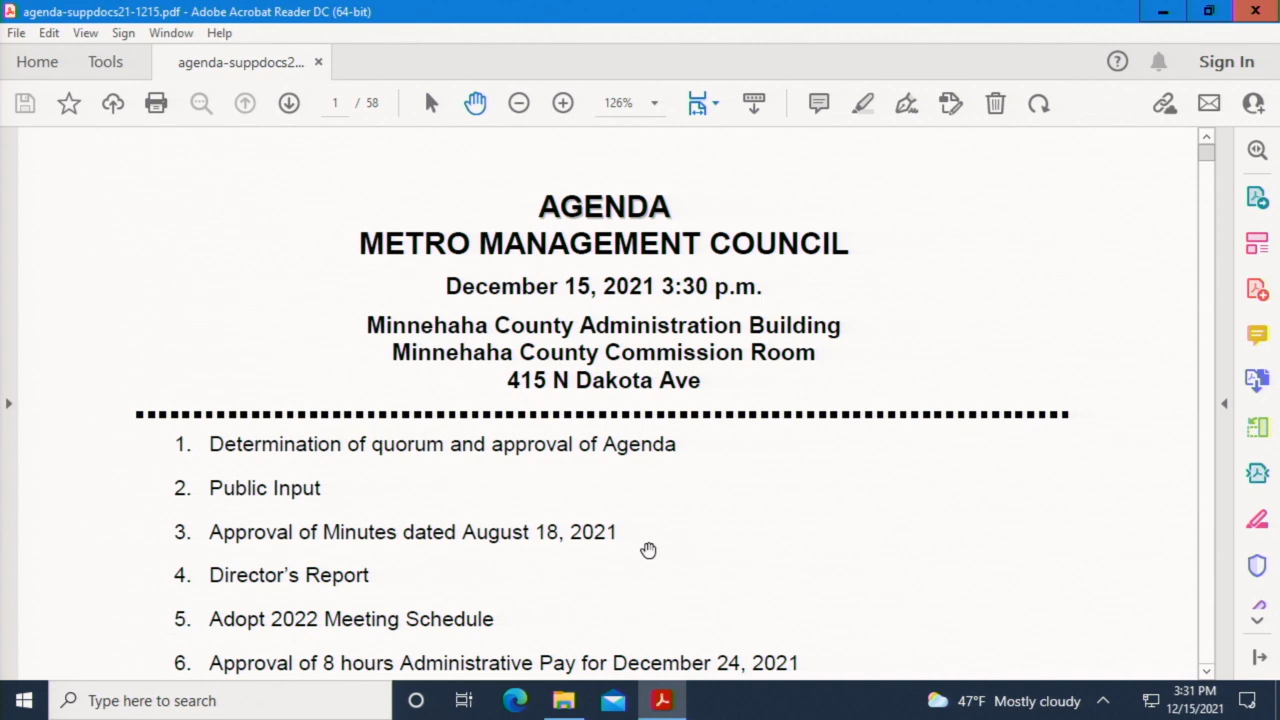 agenda-suppdocs21-1215.pdf - Adobe Acrobat Reader DC (64-bit)
File Edit View Sign Window Help
Home Tools agenda-suppdocs2... × Sign In
1 / 58 126%
AGENDA
METRO MANAGEMENT COUNCIL
December 15, 2021 3:30 p.m.
Minnehaha County Administration Building
Minnehaha County Commission Room
415 N Dakota Ave
1. Determination of quorum and approval of Agenda
2. Public Input
3. Approval of Minutes dated August 18, 2021
4. Director's Report
5. Adopt 2022 Meeting Schedule
6. Approval of 8 hours Administrative Pay for December 24, 2021
Type here to search
47°F Mostly cloudy
3:31 PM
12/15/2021